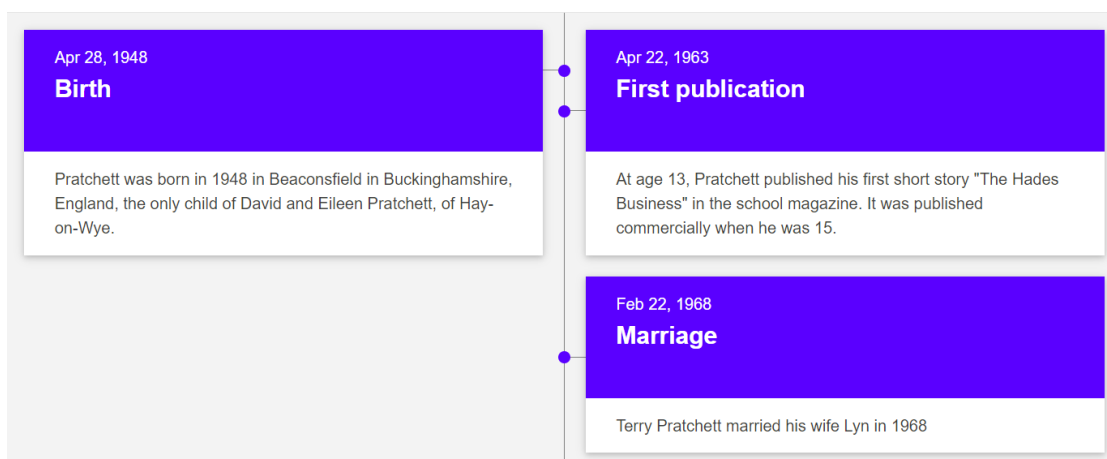 Apr 28, 1948
Birth
Pratchett was born in 1948 in Beaconsfield in Buckinghamshire,
England, the only child of David and Eileen Pratchett, of Hay-
on-Wye.
Apr 22, 1963
First publication
At age 13, Pratchett published his first short story "The Hades
Business" in the school magazine. It was published
commercially when he was 15.
Feb 22, 1968
Marriage
Terry Pratchett married his wife Lyn in 1968